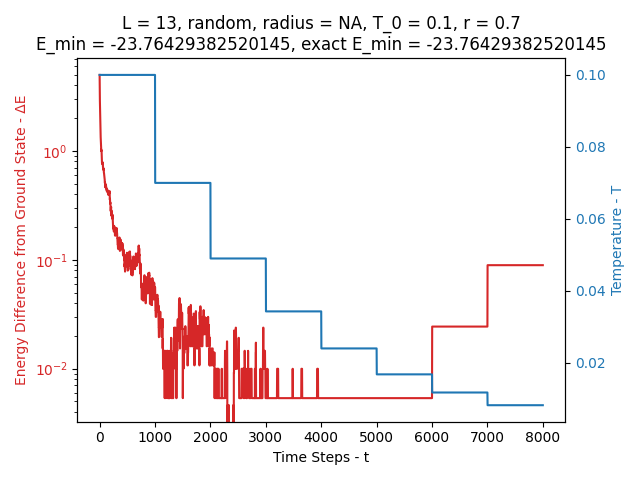 L = 13, random, radius = NA, T_0 = 0.1, r = 0.7
E_min = -23.76429382520145, exact E_min = -23.76429382520145
Energy Difference from Ground State - ΔE
10⁰
10⁻¹
10⁻²
0.10
0.08
0.06
0.04
0.02
Temperature - T
0 1000 2000 3000 4000 5000 6000 7000 8000
Time Steps - t